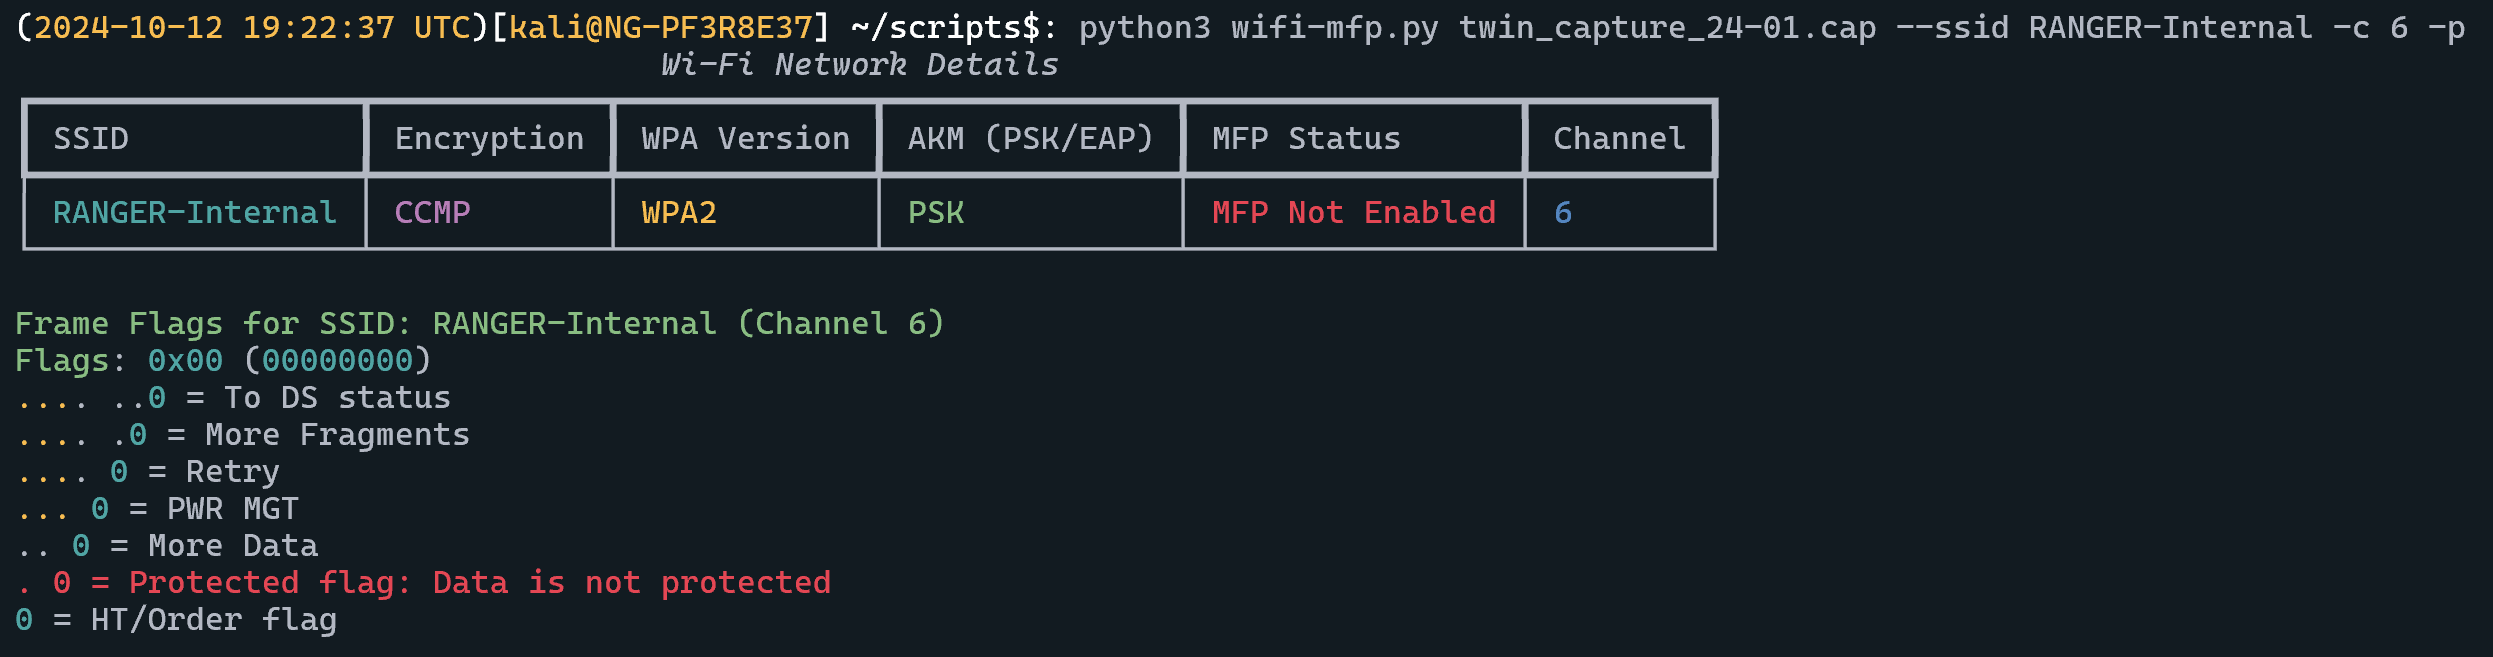 (2024-10-12 19:22:37 UTC)[kali@NG-PF3R8E37] ~/scripts$: python3 wifi-mfp.py twin_capture_24-01.cap --ssid RANGER-Internal -c 6 -p
Wi-Fi Network Details
SSID Encryption WPA Version AKM (PSK/EAP) MFP Status Channel
RANGER-Internal CCMP WPA2 PSK MFP Not Enabled 6
Frame Flags for SSID: RANGER-Internal (Channel 6)
Flags: 0x00 (00000000)
.... ..0 = To DS status
.... .0 = More Fragments
.... 0 = Retry
... 0 = PWR MGT
.. 0 = More Data
. 0 = Protected flag: Data is not protected
0 = HT/Order flag